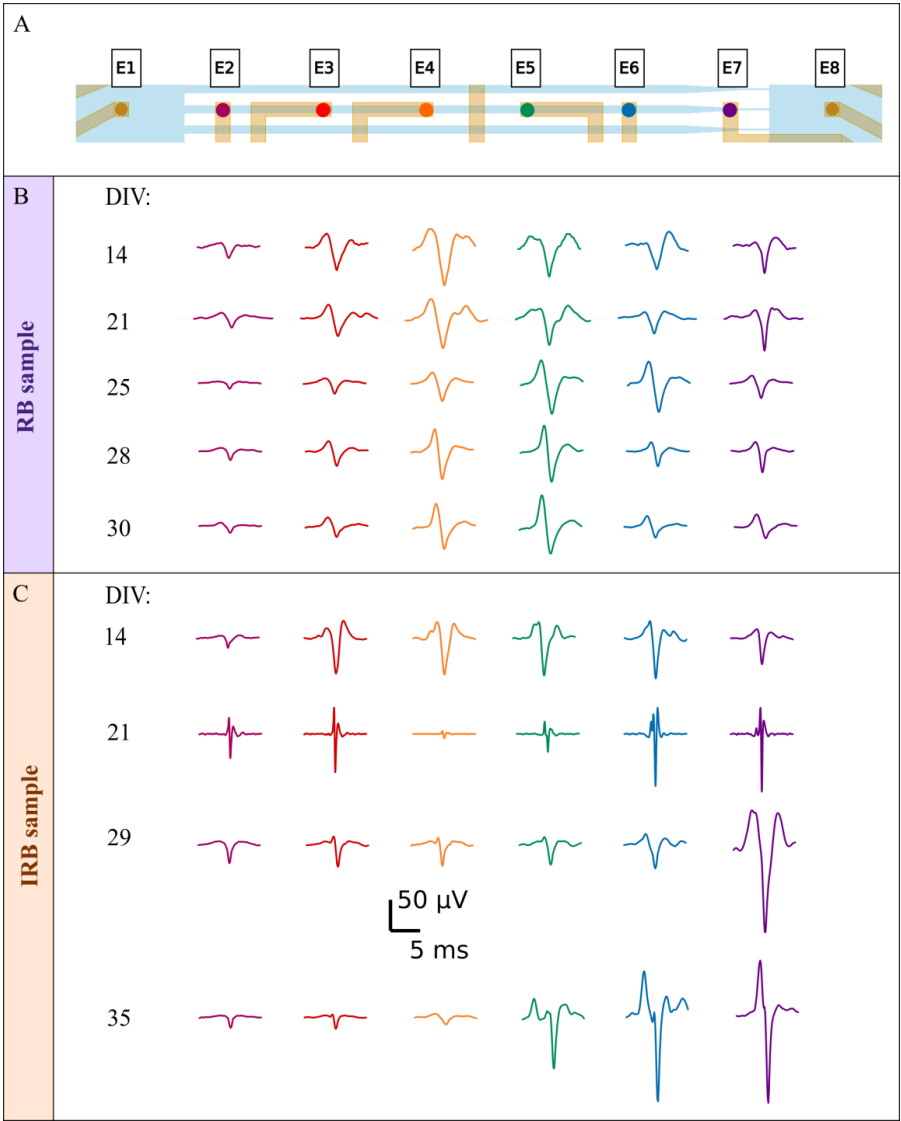 A
E1 E2 E3 E4 E5 E6 E7 E8
B
DIV:
14
21
25
28
30
RB sample
C
DIV:
14
21
29
50 µV
5 ms
35
IRB sample